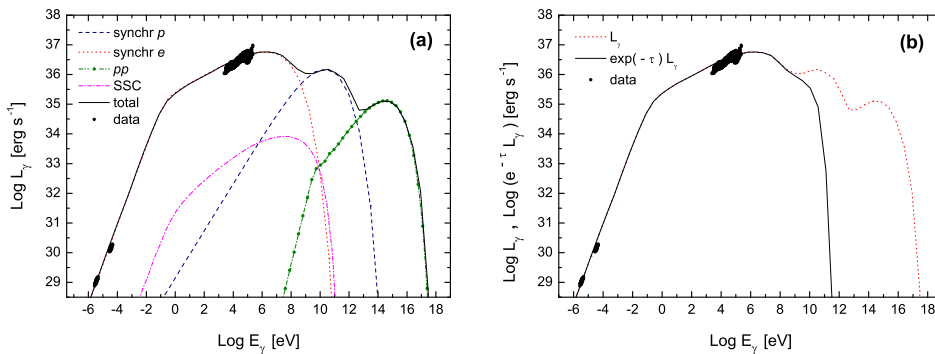 (a)
synchr p
synchr e
pp
SSC
total
data
38
37
36
35
34
33
32
31
30
29
-6 -4 -2 0 2 4 6 8 10 12 14 16 18
Log Lγ [erg s⁻¹]
Log Eγ [eV]
(b)
Lγ
exp( - τ ) Lγ
data
38
37
36
35
34
33
32
31
30
29
-6 -4 -2 0 2 4 6 8 10 12 14 16 18
Log Lγ , Log (e ⁻ ᵗ Lγ ) [erg s⁻¹]
Log Eγ [eV]